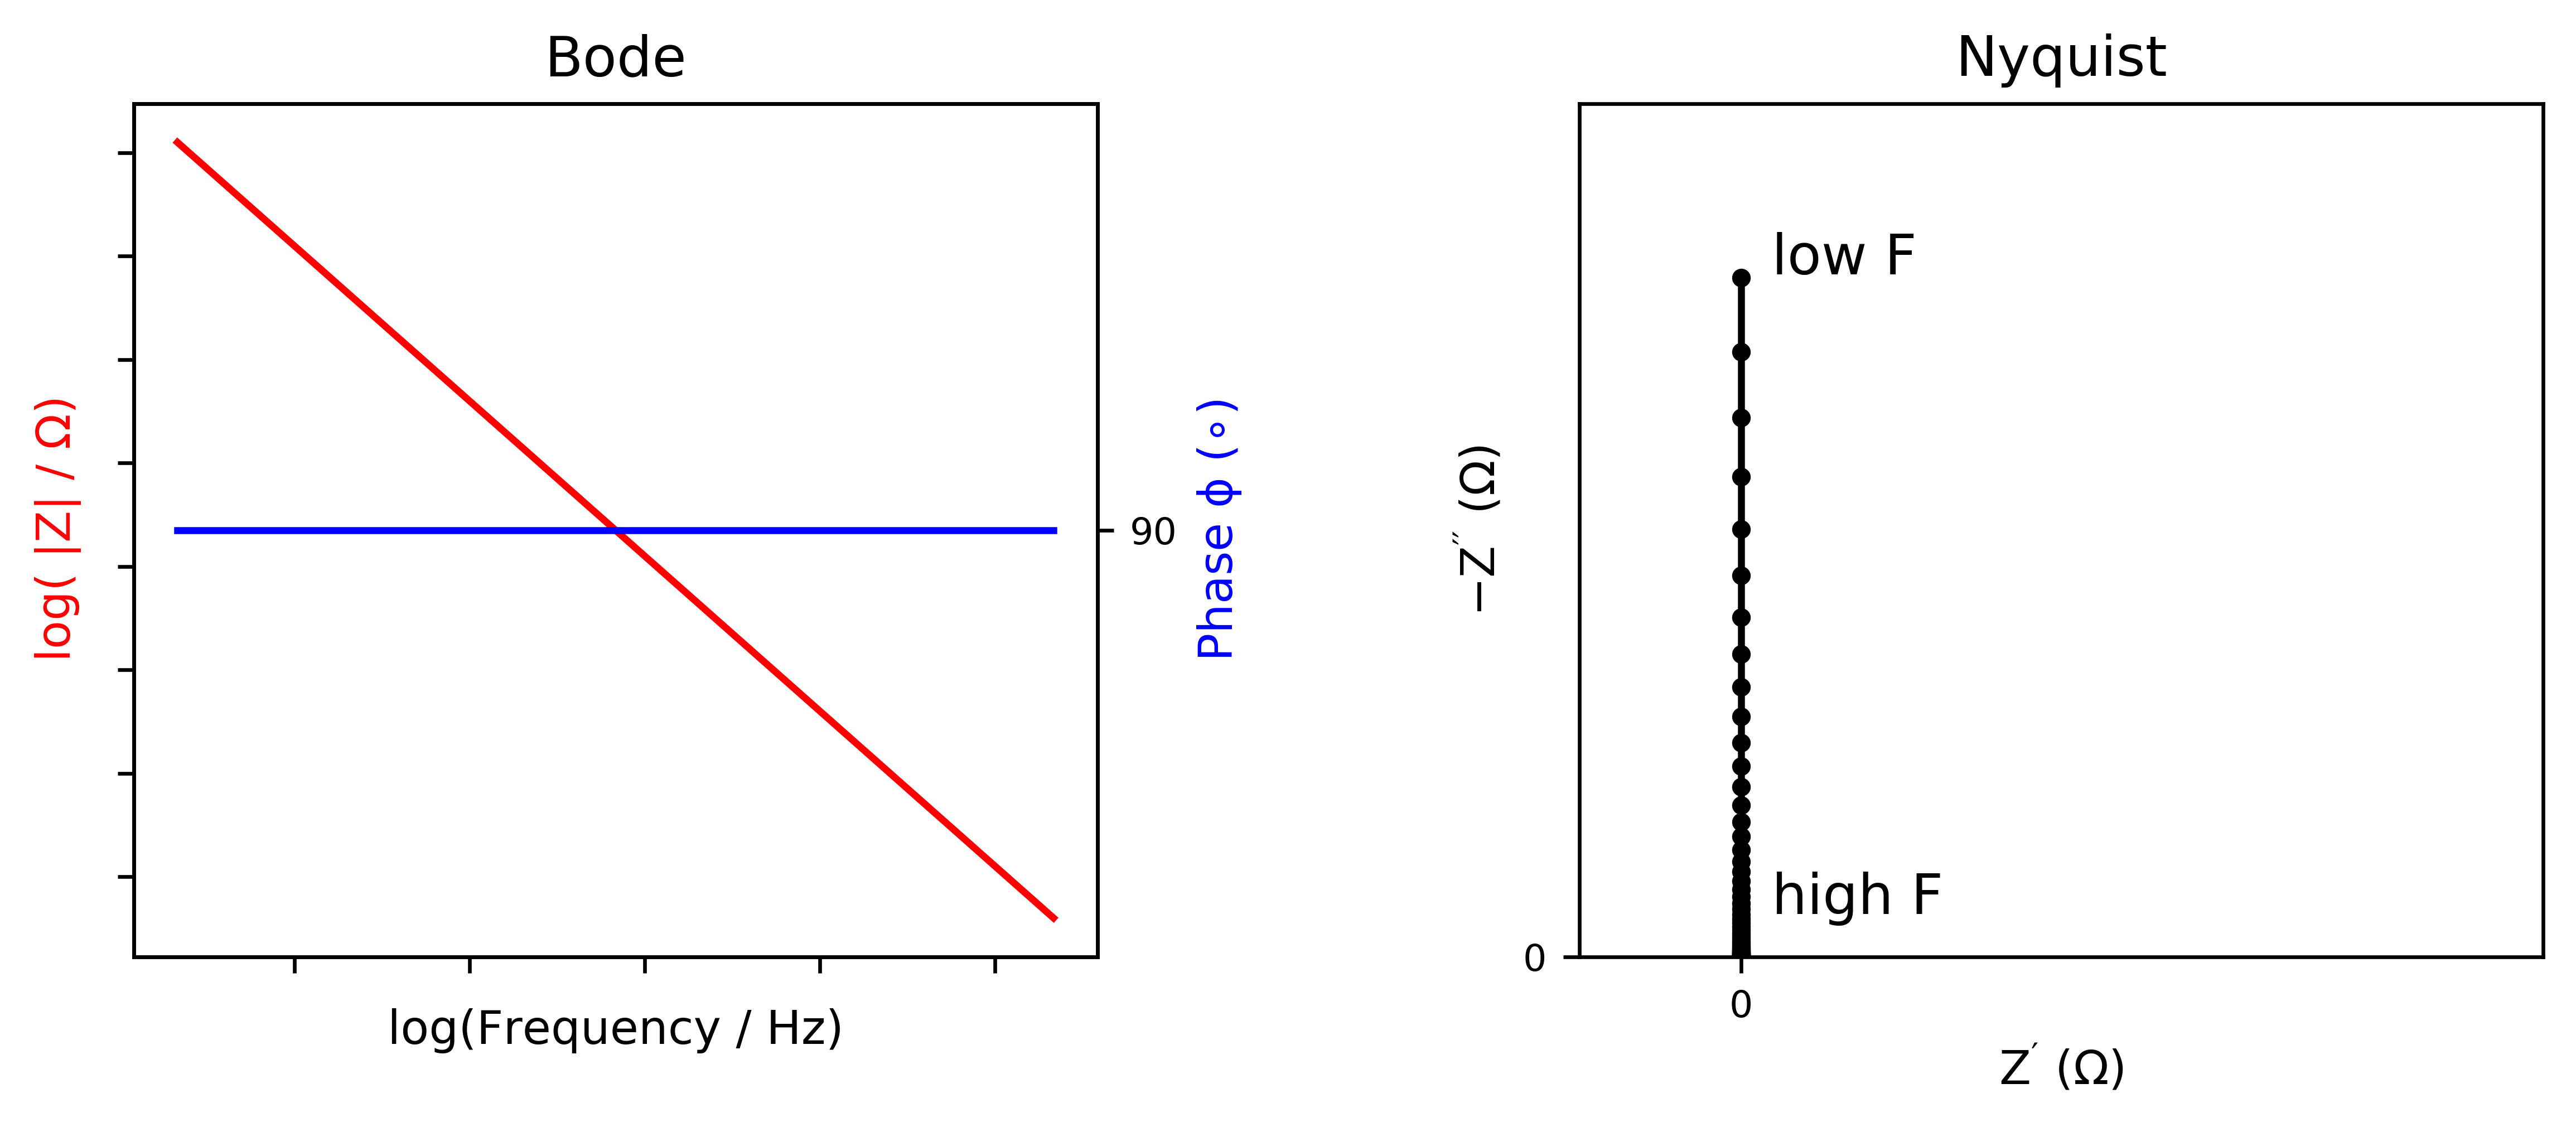 Bode
log( |Z| / Ω)
90
Phase ϕ (∘)
log(Frequency / Hz)
Nyquist
−Z′′ (Ω)
low F
high F
0
0
Z′ (Ω)